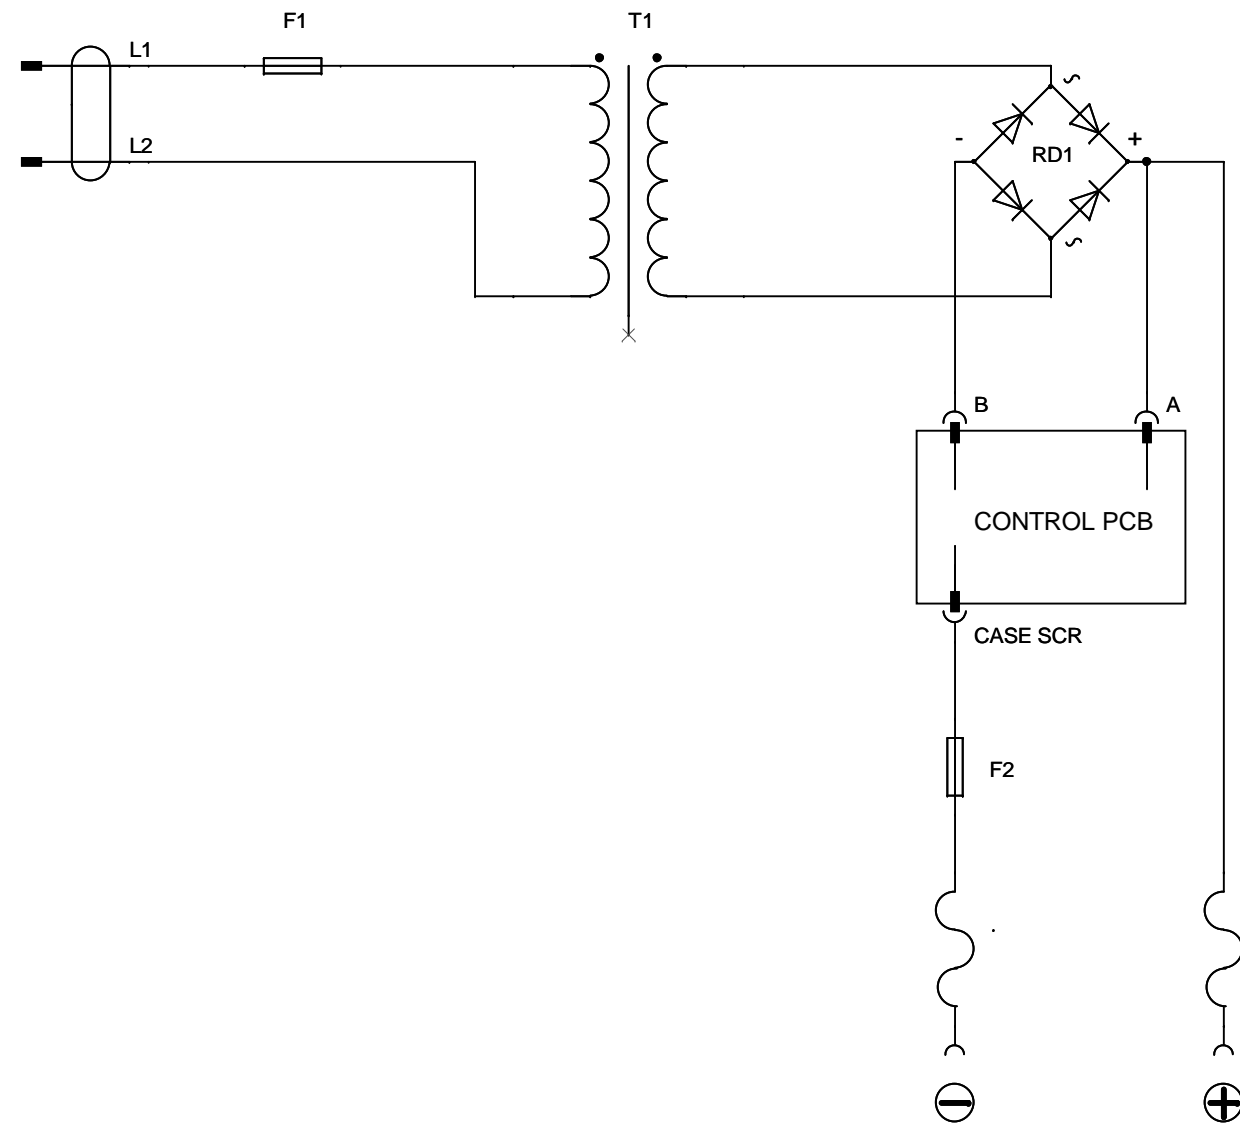 F1
T1
L1
L2
-
+
RD1
B
A
CONTROL PCB
CASE SCR
F2